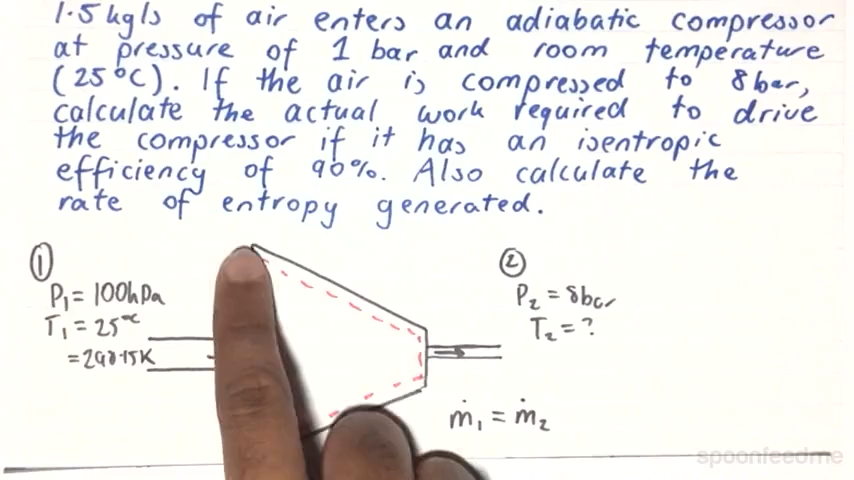 1.5 kg/s of air enters an adiabatic compressor
at pressure of 1 bar and room temperature
(25°C). If the air is compressed to 8bar,
calculate the actual work required to drive
the compressor if it has an isentropic
efficiency of 90%. Also calculate the
rate of entropy generated.
①
P₁ = 100kPa
T₁ = 25°C
= 298.15K
②
P₂ = 8bar
T₂ = ?
ṁ₁ = ṁ₂
spoonfeedme